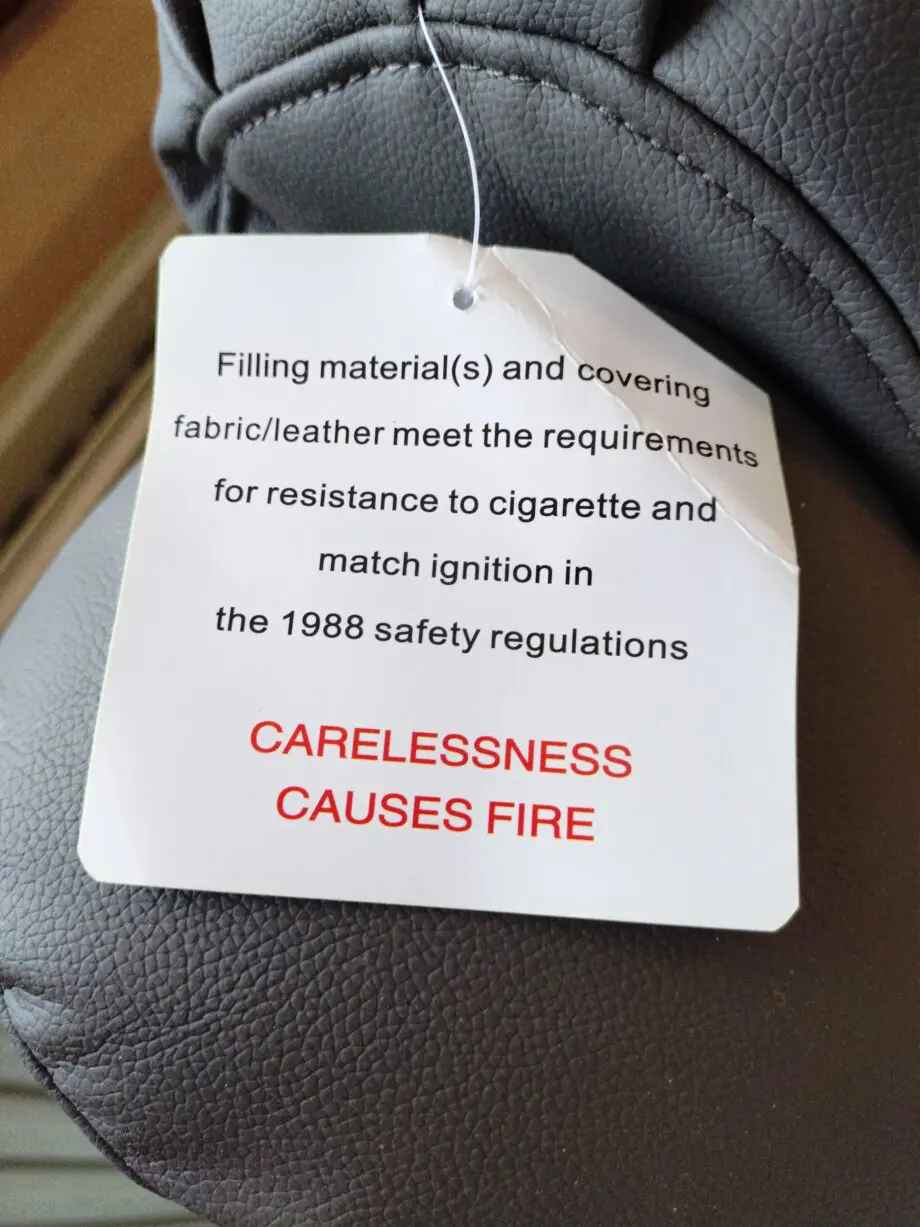 Filling material(s) and covering
fabric/leather meet the requirements
for resistance to cigarette and
match ignition in
the 1988 safety regulations
CARELESSNESS
CAUSES FIRE